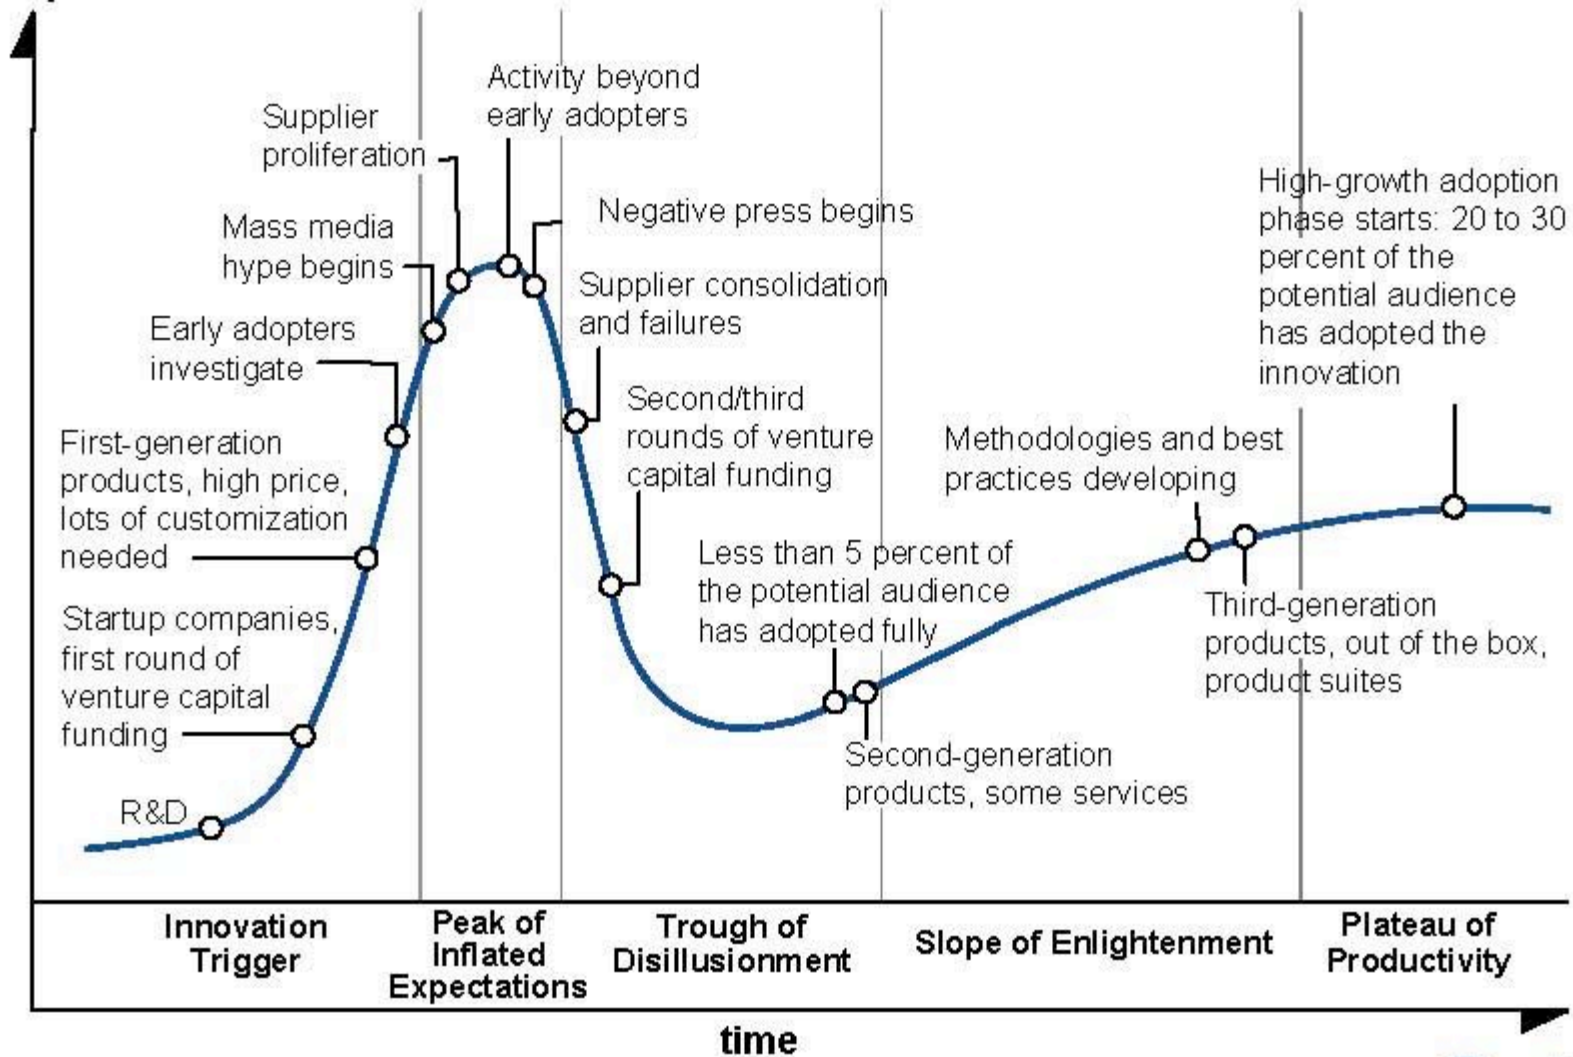 Activity beyond
early adopters
Supplier
proliferation
Mass media
hype begins
Negative press begins
High-growth adoption
phase starts: 20 to 30
percent of the
potential audience
has adopted the
innovation
Supplier consolidation
and failures
Early adopters
investigate
Second/third
rounds of venture
capital funding
First-generation
products, high price,
lots of customization
needed
Methodologies and best
practices developing
Less than 5 percent of
the potential audience
has adopted fully
Startup companies,
first round of
venture capital
funding
Third-generation
products, out of the box,
product suites
Second-generation
products, some services
R&D
Innovation
Trigger
Peak of
Inflated
Expectations
Trough of
Disillusionment
Slope of Enlightenment
Plateau of
Productivity
time